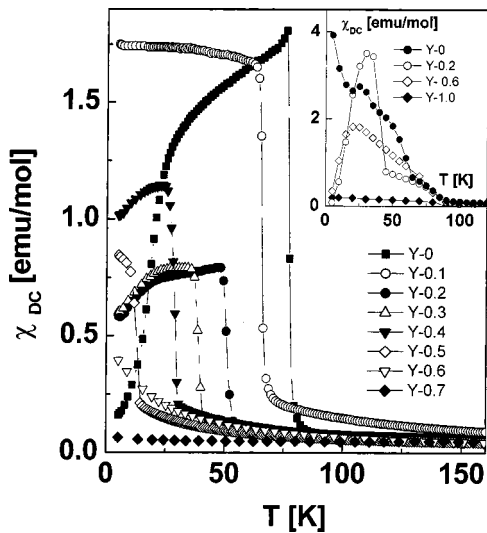 χ DC [emu/mol]
1.5
1.0
0.5
0.0
0
50
100
150
T [K]
Y-0
Y-0.1
Y-0.2
Y-0.3
Y-0.4
Y-0.5
Y-0.6
Y-0.7
χDC [emu/mol]
4
2
0
0
50
100
T [K]
Y-0
Y-0.2
Y- 0.6
Y-1.0